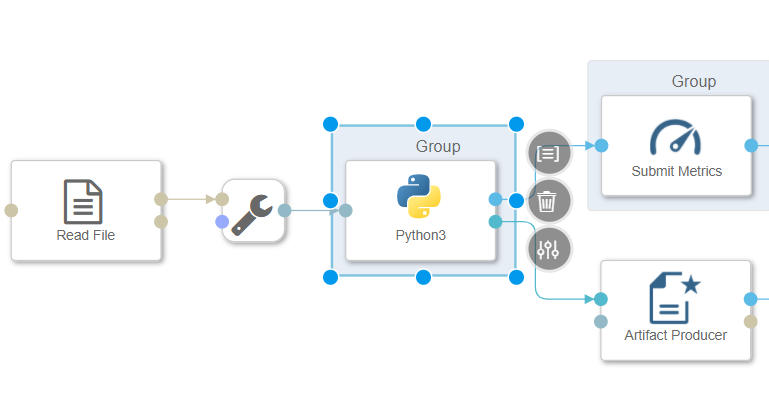 Group
Submit Metrics
Group
Read File
Python3
Artifact Producer